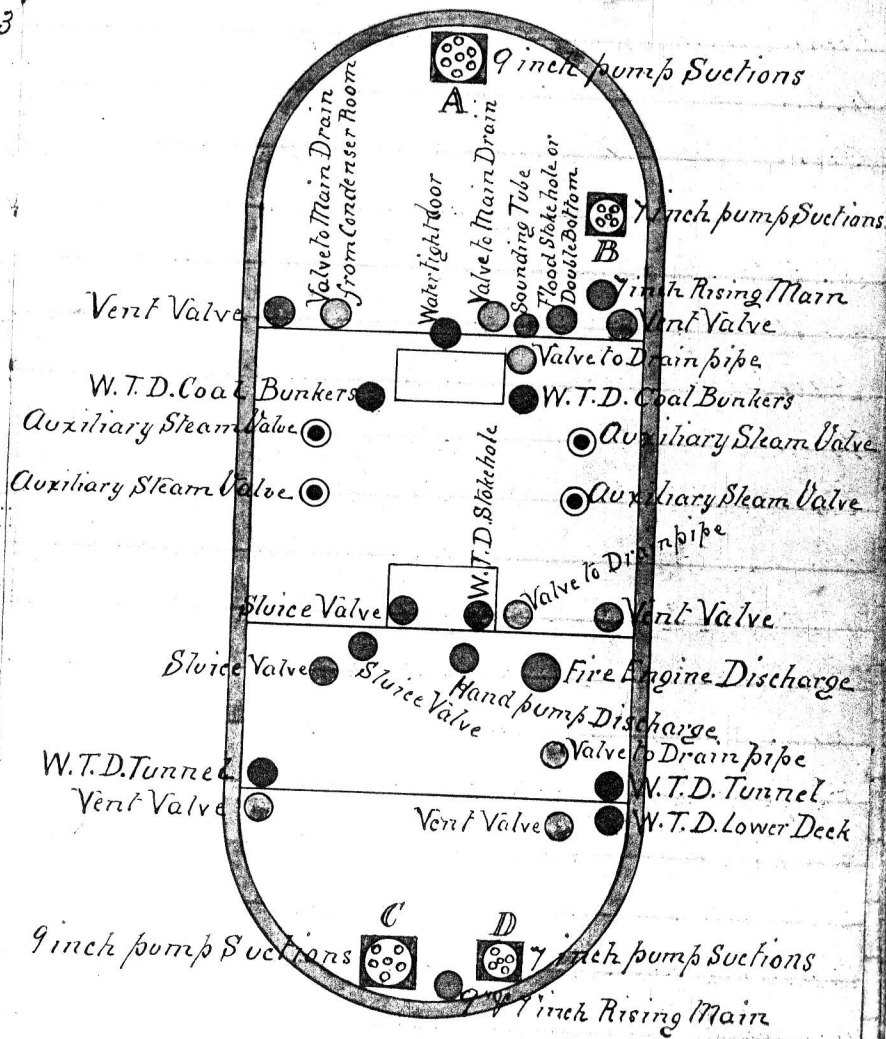 3
9 inch pump Suctions
A
Valve to Main Drain
from Condenser Room
Watertight door
Valve to Main Drain
Sounding Tube
Flood Stokehole or
Double Bottom
7 inch pump Suctions
B
7 inch Rising Main
Vent Valve
Vent Valve
Valve to Drain pipe
W.T.D. Coal Bunkers
W.T.D. Coal Bunkers
Auxiliary Steam Valve
Auxiliary Steam Valve
Auxiliary Steam Valve
Auxiliary Steam Valve
W.T.D. Stokehole
Valve to Drain pipe
Sluice Valve
Vent Valve
Sluice Valve
Sluice Valve
Hand pump Discharge
Fire Engine Discharge
Valve to Drain pipe
W.T.D. Tunnel
W.T.D. Tunnel
Vent Valve
Vent Valve
W.T.D. Lower Deck
C
D
9 inch pump Suctions
7 inch pump Suctions
9" & 7 inch Rising Main